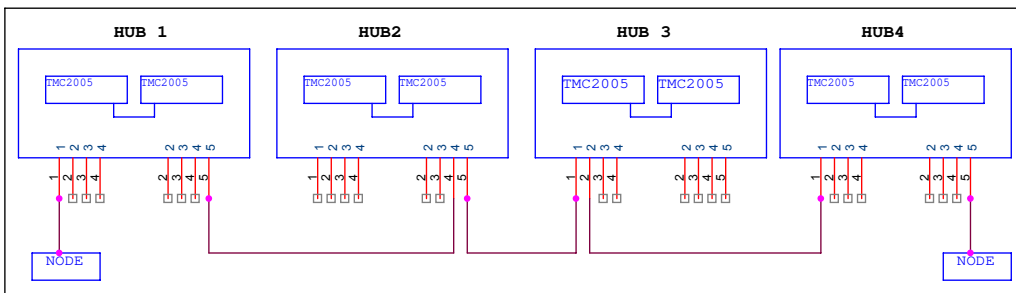 HUB 1 HUB2 HUB 3 HUB4
TMC2005 TMC2005 TMC2005 TMC2005 TMC2005 TMC2005 TMC2005 TMC2005
1 2 3 4 2 3 4 5 1 2 3 4 2 3 4 5 1 2 3 4 2 3 4 5 1 2 3 4 2 3 4 5
1 2 3 4 2 3 4 5 1 2 3 4 2 3 4 5 1 2 3 4 2 3 4 5 1 2 3 4 2 3 4 5
NODE NODE